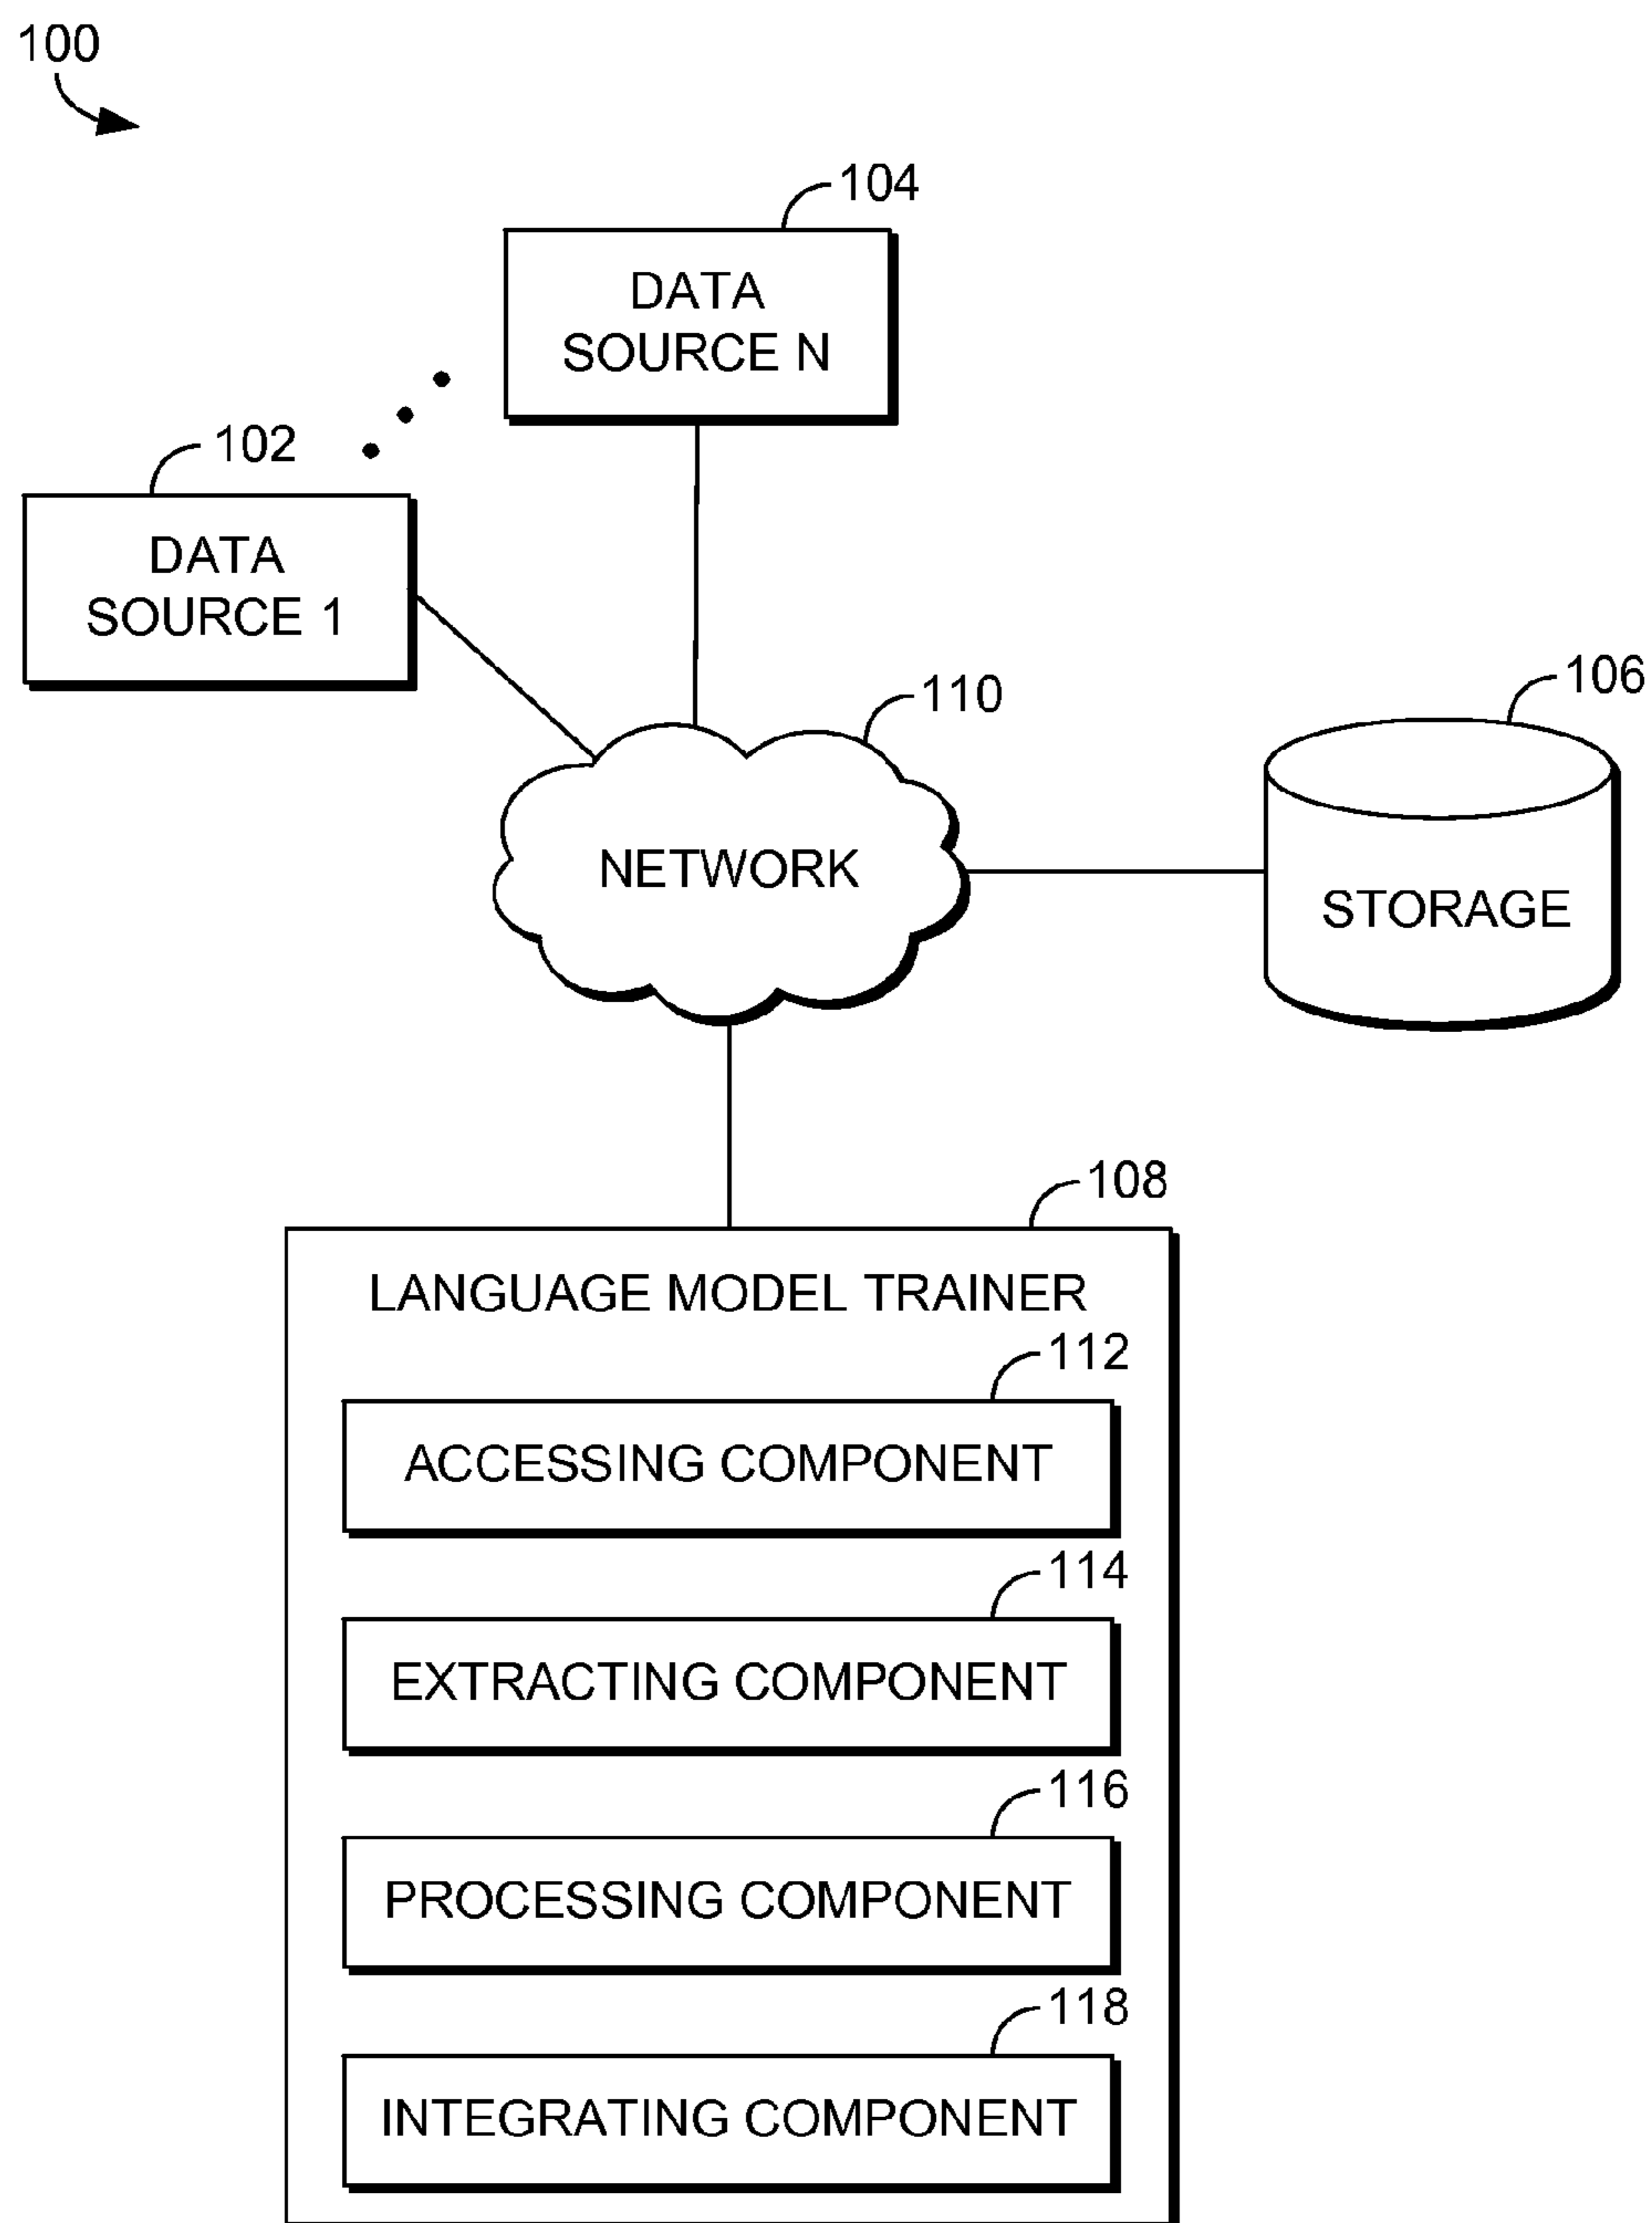 100
104
DATA
SOURCE N
102
DATA
SOURCE 1
110
106
NETWORK
STORAGE
108
LANGUAGE MODEL TRAINER
112
ACCESSING COMPONENT
114
EXTRACTING COMPONENT
116
PROCESSING COMPONENT
118
INTEGRATING COMPONENT